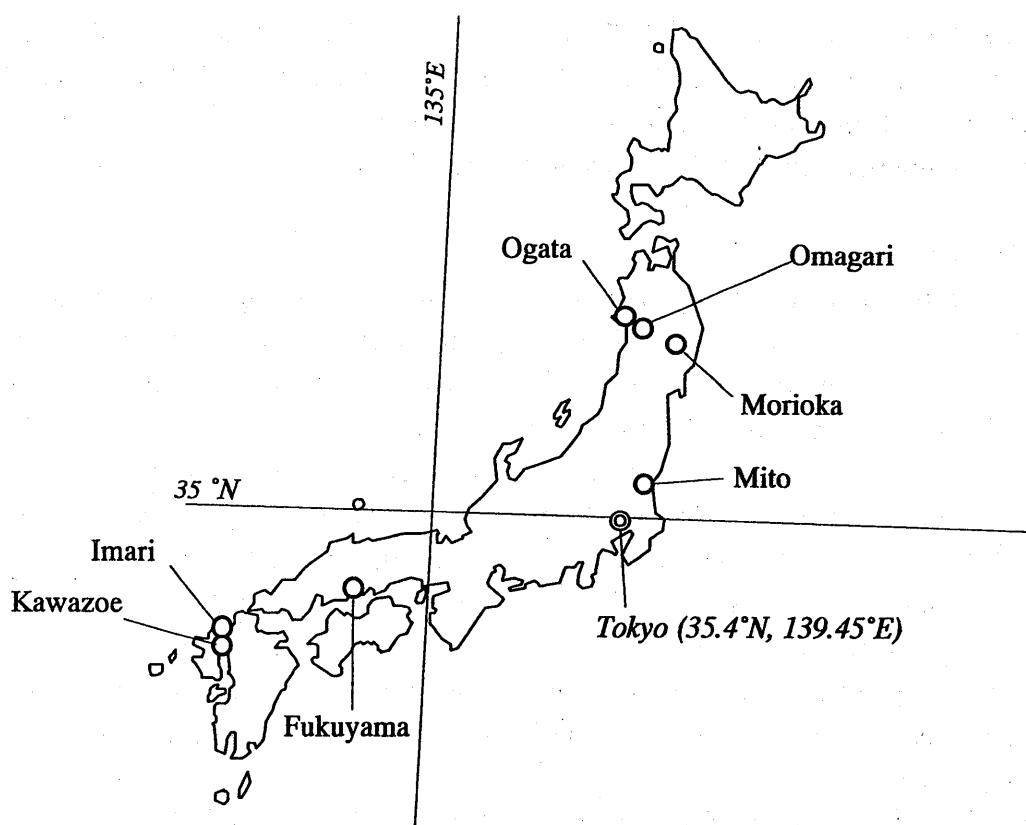 135°E
Ogata
Omagari
Morioka
Mito
35 °N
Imari
Kawazoe
Tokyo (35.4°N, 139.45°E)
Fukuyama